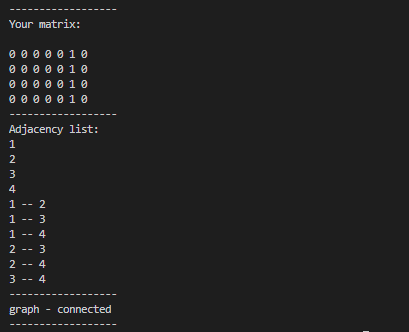 ------------------
Your matrix:
0 0 0 0 0 1 0
0 0 0 0 0 1 0
0 0 0 0 0 1 0
0 0 0 0 0 1 0
------------------
Adjacency list:
1
2
3
4
1 -- 2
1 -- 3
1 -- 4
2 -- 3
2 -- 4
3 -- 4
------------------
graph - connected
------------------